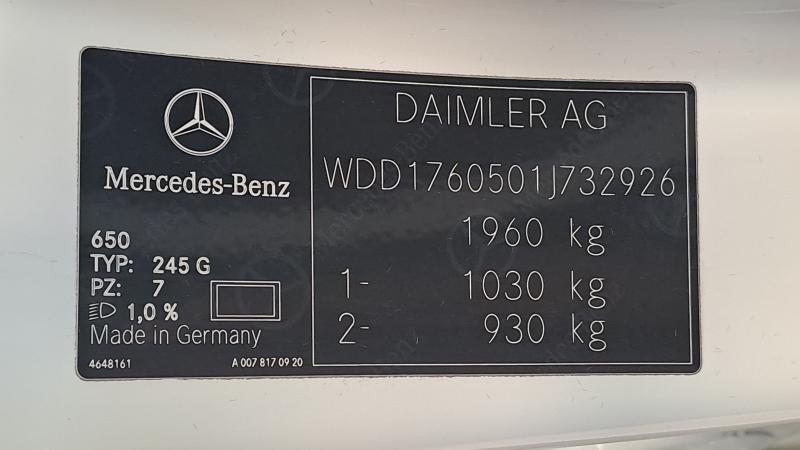 Mercedes-Benz
650
TYP: 245 G
PZ: 7
1,0 %
Made in Germany
4648161 A 007 817 09 20
DAIMLER AG
WDD1760501J732926
1960 kg
1- 1030 kg
2- 930 kg